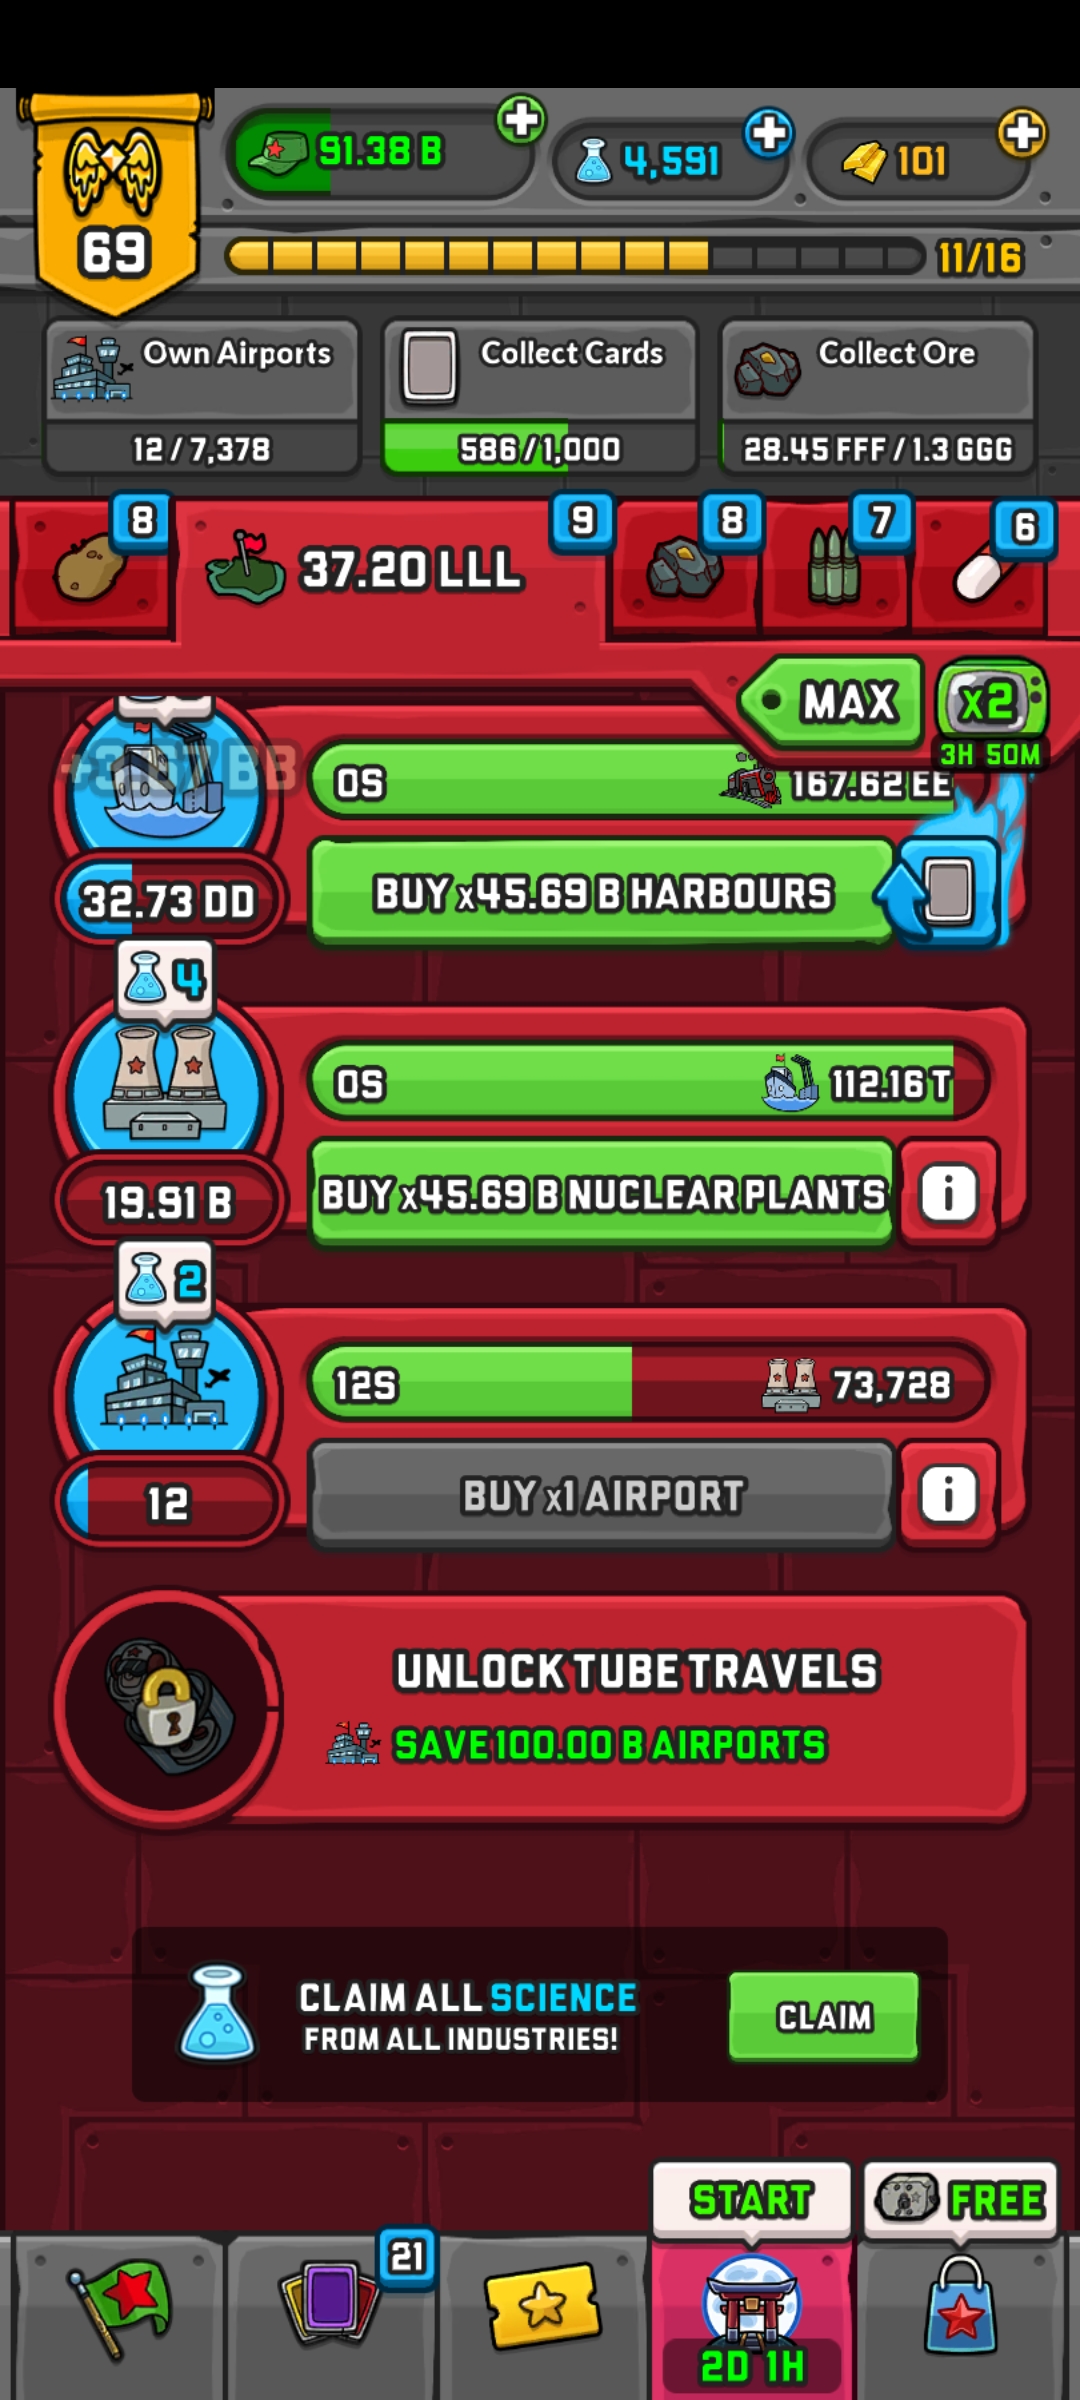 91.38 B
4,591
101
69
11/16
Own Airports
12 / 7,378
Collect Cards
586 / 1,000
Collect Ore
28.45 FFF / 1.3 GGG
8
37.20 LLL
9
8
7
6
MAX
x2
3H 50M
+3.67 BB
0S
167.62 EE
32.73 DD
BUY x45.69 B HARBOURS
4
0S
112.16 T
19.91 B
BUY x45.69 B NUCLEAR PLANTS
i
2
12S
73,728
12
BUY x1 AIRPORT
i
UNLOCK TUBE TRAVELS
SAVE 100.00 B AIRPORTS
CLAIM ALL SCIENCE
FROM ALL INDUSTRIES!
CLAIM
START
FREE
21
2D 1H